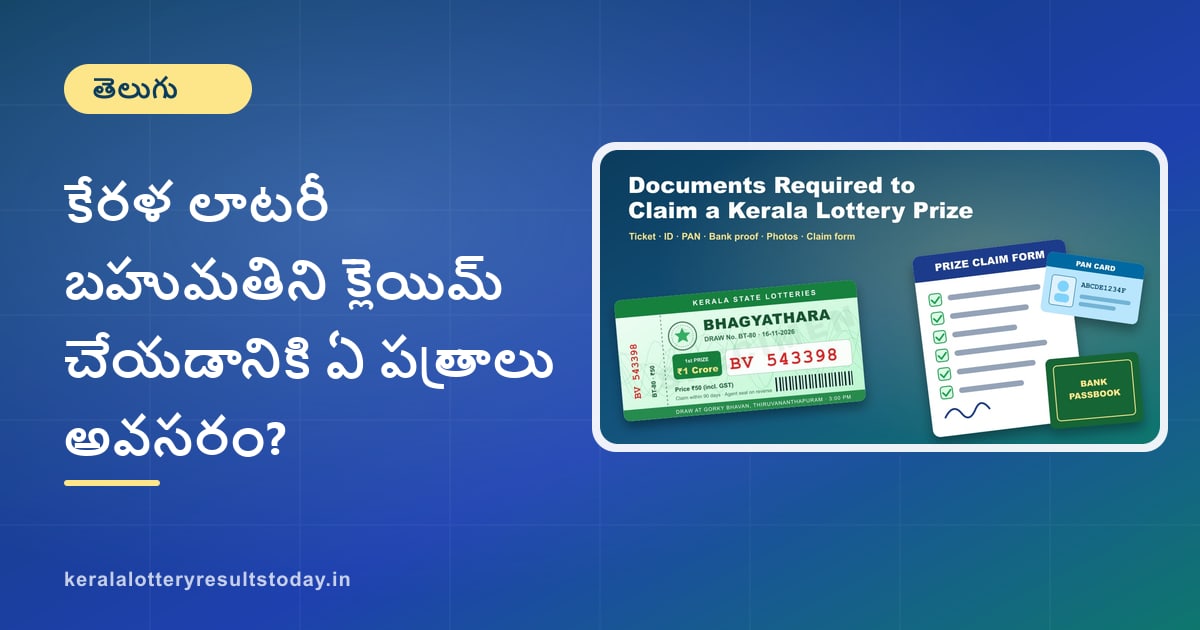 తెలుగు
కేరళ లాటరీ
బహుమతిని క్లెయిమ్
చేయడానికి ఏ పత్రాలు
అవసరం?
keralalotteryresultstoday.in
Documents Required to
Claim a Kerala Lottery Prize
Ticket · ID · PAN · Bank proof · Photos · Claim form
KERALA STATE LOTTERIES
BHAGYATHARA
DRAW No. BT-80 · 16-11-2026
1st PRIZE
₹1 Crore
BV 543398
BV 543398
BT-80 · ₹50
Price ₹50 (incl. GST)
Claim within 90 days · Agent seal on reverse
DRAW AT GORKY BHAVAN, THIRUVANANTHAPURAM · 3:00 PM
PRIZE CLAIM FORM
PAN CARD
ABCDE1234F
BANK
PASSBOOK